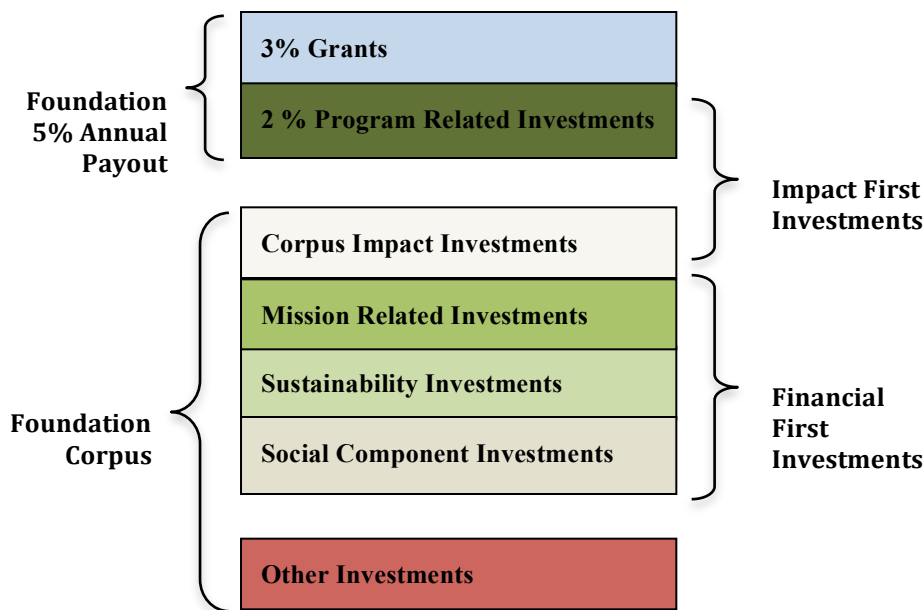 3% Grants
2 % Program Related Investments
Foundation
5% Annual
Payout
Impact First
Investments
Corpus Impact Investments
Mission Related Investments
Sustainability Investments
Social Component Investments
Foundation
Corpus
Financial
First
Investments
Other Investments